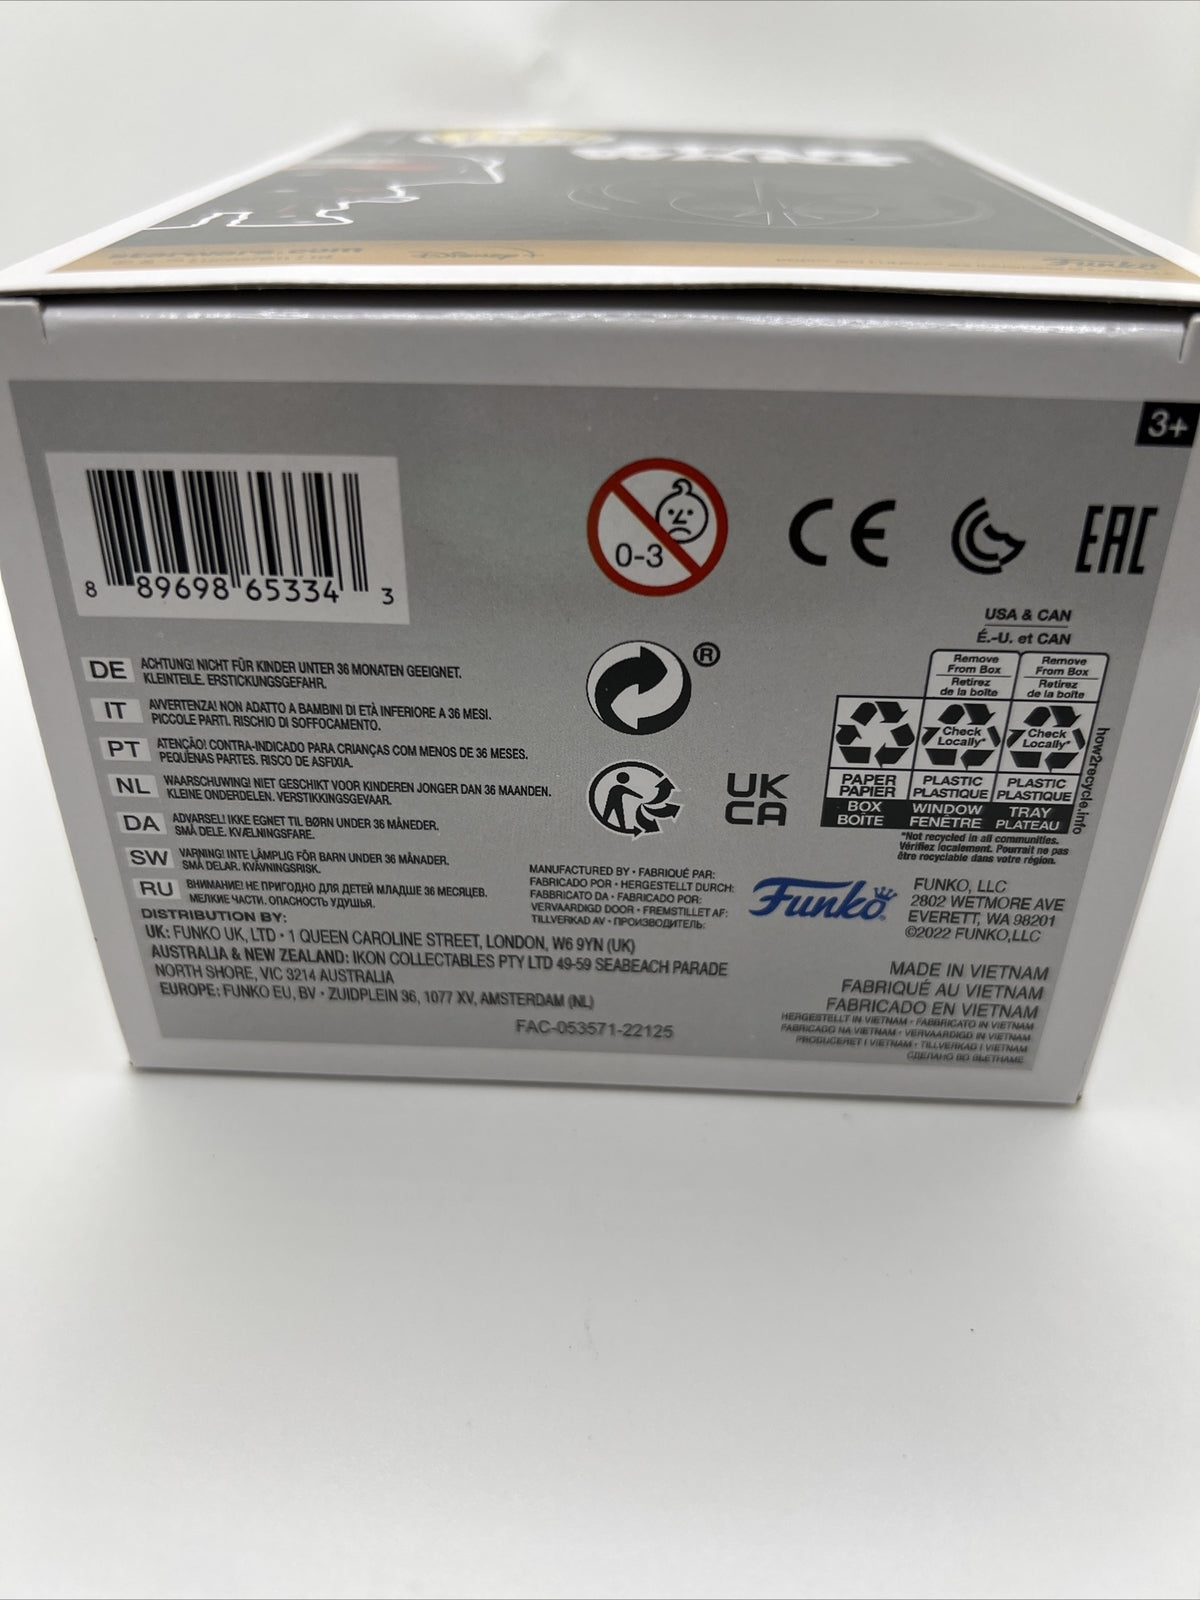 starwars.com
Disney
3+
8 89698 65334 3
0-3
CE
EAC
USA & CAN
É.-U. et CAN
Remove From Box
Retirez de la boîte
Remove From Box
Retirez de la boîte
Check Locally*
Check Locally*
PAPER
PAPIER
PLASTIC
PLASTIQUE
PLASTIC
PLASTIQUE
BOX
BOÎTE
WINDOW
FENÊTRE
TRAY
PLATEAU
how2recycle.info
*Not recycled in all communities.
Vérifiez localement. Pourrait ne pas
être recyclable dans votre région.
®
UK
CA
DE ACHTUNG! NICHT FÜR KINDER UNTER 36 MONATEN GEEIGNET.
KLEINTEILE. ERSTICKUNGSGEFAHR.
IT AVVERTENZA! NON ADATTO A BAMBINI DI ETÀ INFERIORE A 36 MESI.
PICCOLE PARTI. RISCHIO DI SOFFOCAMENTO.
PT ATENÇÃO! CONTRA-INDICADO PARA CRIANÇAS COM MENOS DE 36 MESES.
PEQUENAS PARTES. RISCO DE ASFIXIA.
NL WAARSCHUWING! NIET GESCHIKT VOOR KINDEREN JONGER DAN 36 MAANDEN.
KLEINE ONDERDELEN. VERSTIKKINGSGEVAAR.
DA ADVARSEL! IKKE EGNET TIL BØRN UNDER 36 MÅNEDER.
SMÅ DELE. KVÆLNINGSFARE.
SW VARNING! INTE LÄMPLIG FÖR BARN UNDER 36 MÅNADER.
SMÅ DELAR. KVÄVNINGSRISK.
RU ВНИМАНИЕ! НЕ ПРИГОДНО ДЛЯ ДЕТЕЙ МЛАДШЕ 36 МЕСЯЦЕВ.
МЕЛКИЕ ЧАСТИ. ОПАСНОСТЬ УДУШЬЯ.
DISTRIBUTION BY:
UK: FUNKO UK, LTD • 1 QUEEN CAROLINE STREET, LONDON, W6 9YN (UK)
AUSTRALIA & NEW ZEALAND: IKON COLLECTABLES PTY LTD 49-59 SEABEACH PARADE
NORTH SHORE, VIC 3214 AUSTRALIA
EUROPE: FUNKO EU, BV • ZUIDPLEIN 36, 1077 XV, AMSTERDAM (NL)
FAC-053571-22125
MANUFACTURED BY • FABRIQUÉ PAR:
FABRICADO POR • HERGESTELLT DURCH:
FABRICATO DA • FABRICADO POR:
VERVAARDIGD DOOR • FREMSTILLET AF:
TILLVERKAD AV • ПРОИЗВОДИТЕЛЬ:
Funko
FUNKO, LLC
2802 WETMORE AVE
EVERETT, WA 98201
©2022 FUNKO,LLC
MADE IN VIETNAM
FABRIQUÉ AU VIETNAM
FABRICADO EN VIETNAM
HERGESTELLT IN VIETNAM • FABBRICATO IN VIETNAM
FABRICADO NA VIETNAM • VERVAARDIGD IN VIETNAM
PRODUCERET I VIETNAM • TILLVERKAD I VIETNAM
СДЕЛАНО ВО ВЬЕТНАМЕ